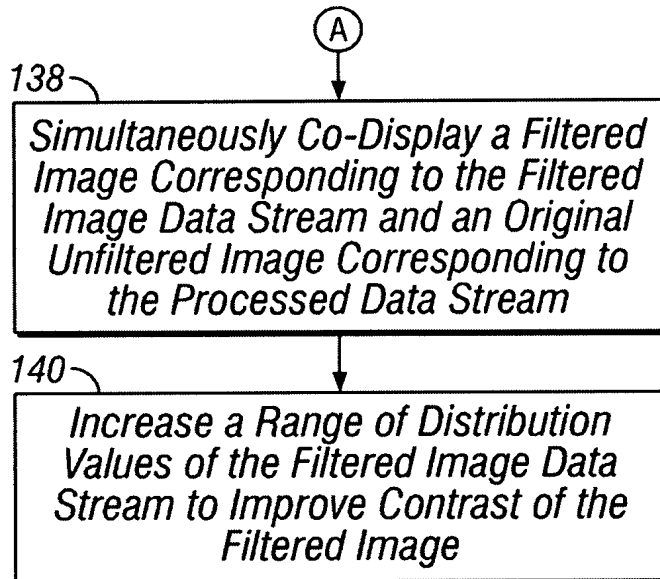 A
138
Simultaneously Co-Display a Filtered
Image Corresponding to the Filtered
Image Data Stream and an Original
Unfiltered Image Corresponding to
the Processed Data Stream
140
Increase a Range of Distribution
Values of the Filtered Image Data
Stream to Improve Contrast of the
Filtered Image